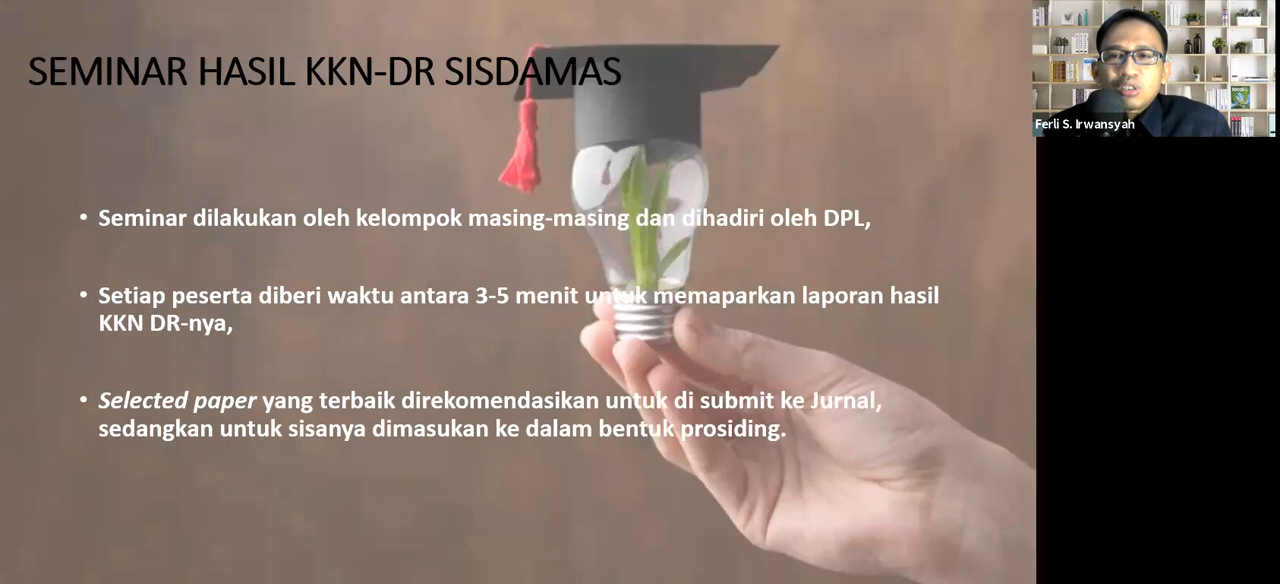 SEMINAR HASIL KKN-DR SISDAMAS
Ferli S. Irwansyah
• Seminar dilakukan oleh kelompok masing-masing dan dihadiri oleh DPL,
• Setiap peserta diberi waktu antara 3-5 menit untuk memaparkan laporan hasil
KKN DR-nya,
• Selected paper yang terbaik direkomendasikan untuk di submit ke Jurnal,
sedangkan untuk sisanya dimasukan ke dalam bentuk prosiding.